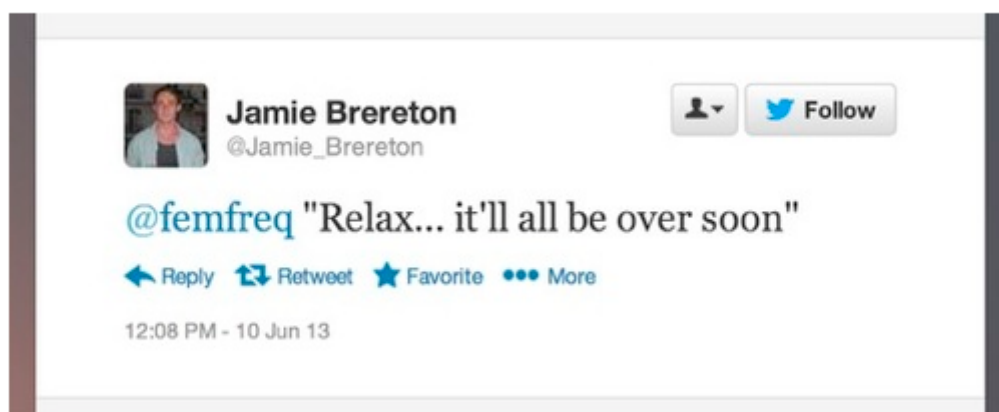 Jamie Brereton
Follow
@Jamie_Brereton
@femfreq "Relax... it'll all be over soon"
Reply Retweet Favorite More
12:08 PM - 10 Jun 13